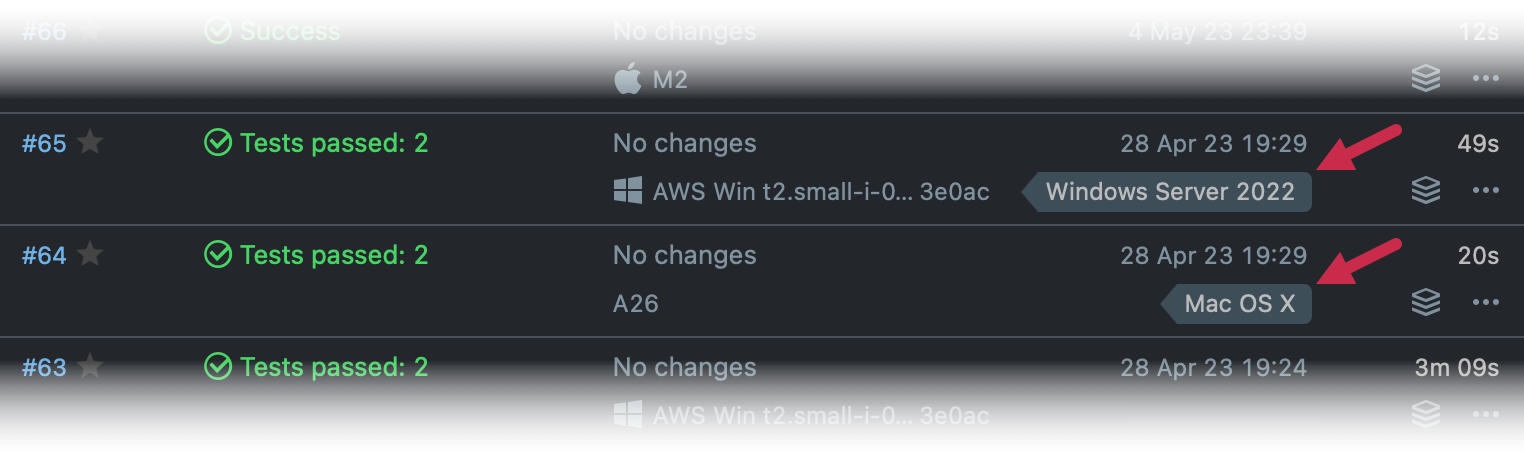 #66 Success No changes 4 May 23 23:39 12s
M2
#65 Tests passed: 2 No changes 28 Apr 23 19:29 49s
AWS Win t2.small-i-0... 3e0ac Windows Server 2022
#64 Tests passed: 2 No changes 28 Apr 23 19:29 20s
A26 Mac OS X
#63 Tests passed: 2 No changes 28 Apr 23 19:24 3m 09s
AWS Win t2.small-i-0... 3e0ac